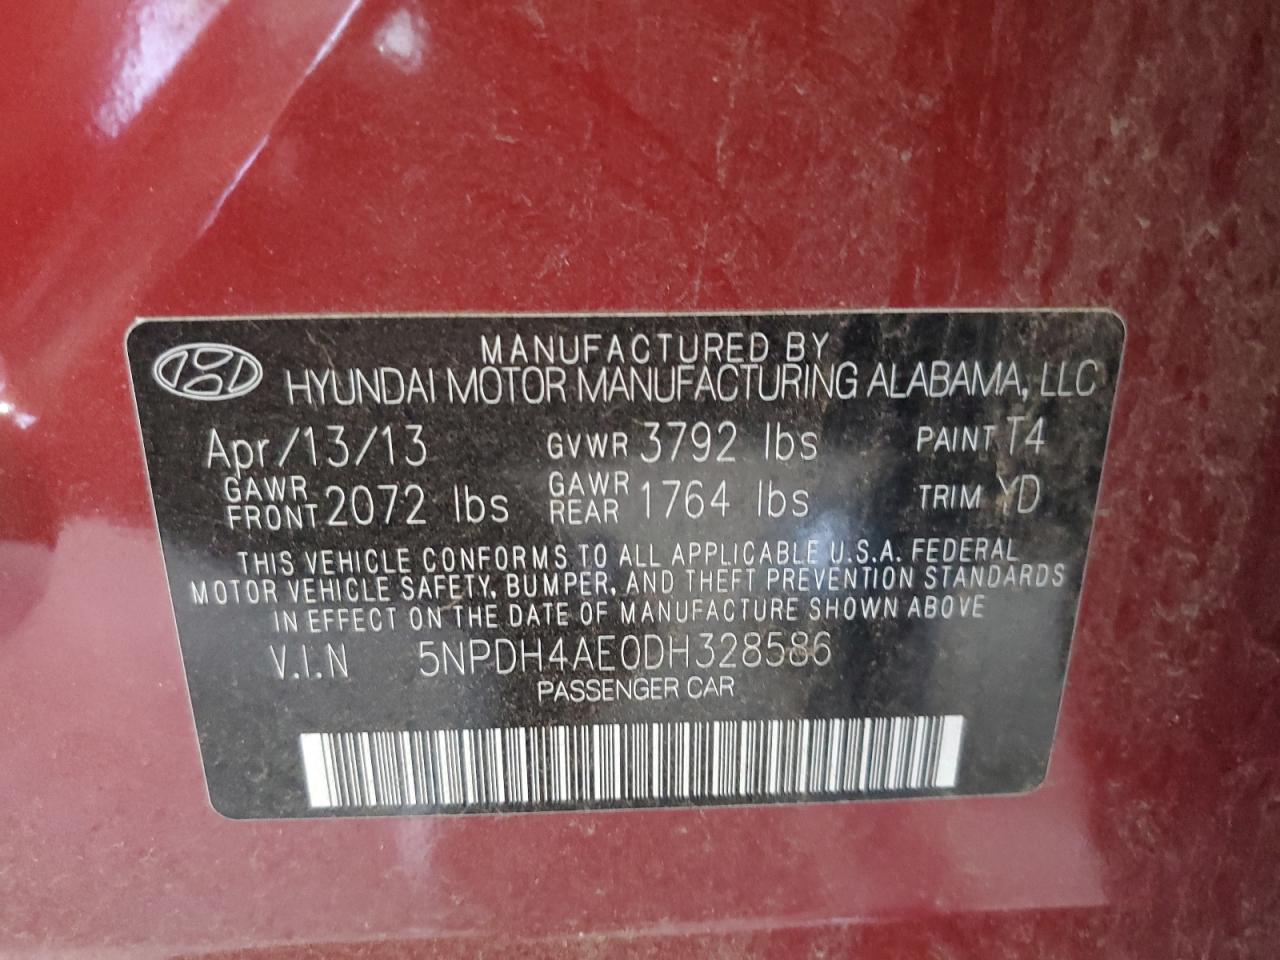 MANUFACTURED BY
HYUNDAI MOTOR MANUFACTURING ALABAMA, LLC
Apr/13/13 GVWR 3792 lbs PAINT T4
GAWR FRONT 2072 lbs GAWR REAR 1764 lbs TRIM YD
THIS VEHICLE CONFORMS TO ALL APPLICABLE U.S.A. FEDERAL
MOTOR VEHICLE SAFETY, BUMPER, AND THEFT PREVENTION STANDARDS
IN EFFECT ON THE DATE OF MANUFACTURE SHOWN ABOVE
V.I.N 5NPDH4AE0DH328586
PASSENGER CAR